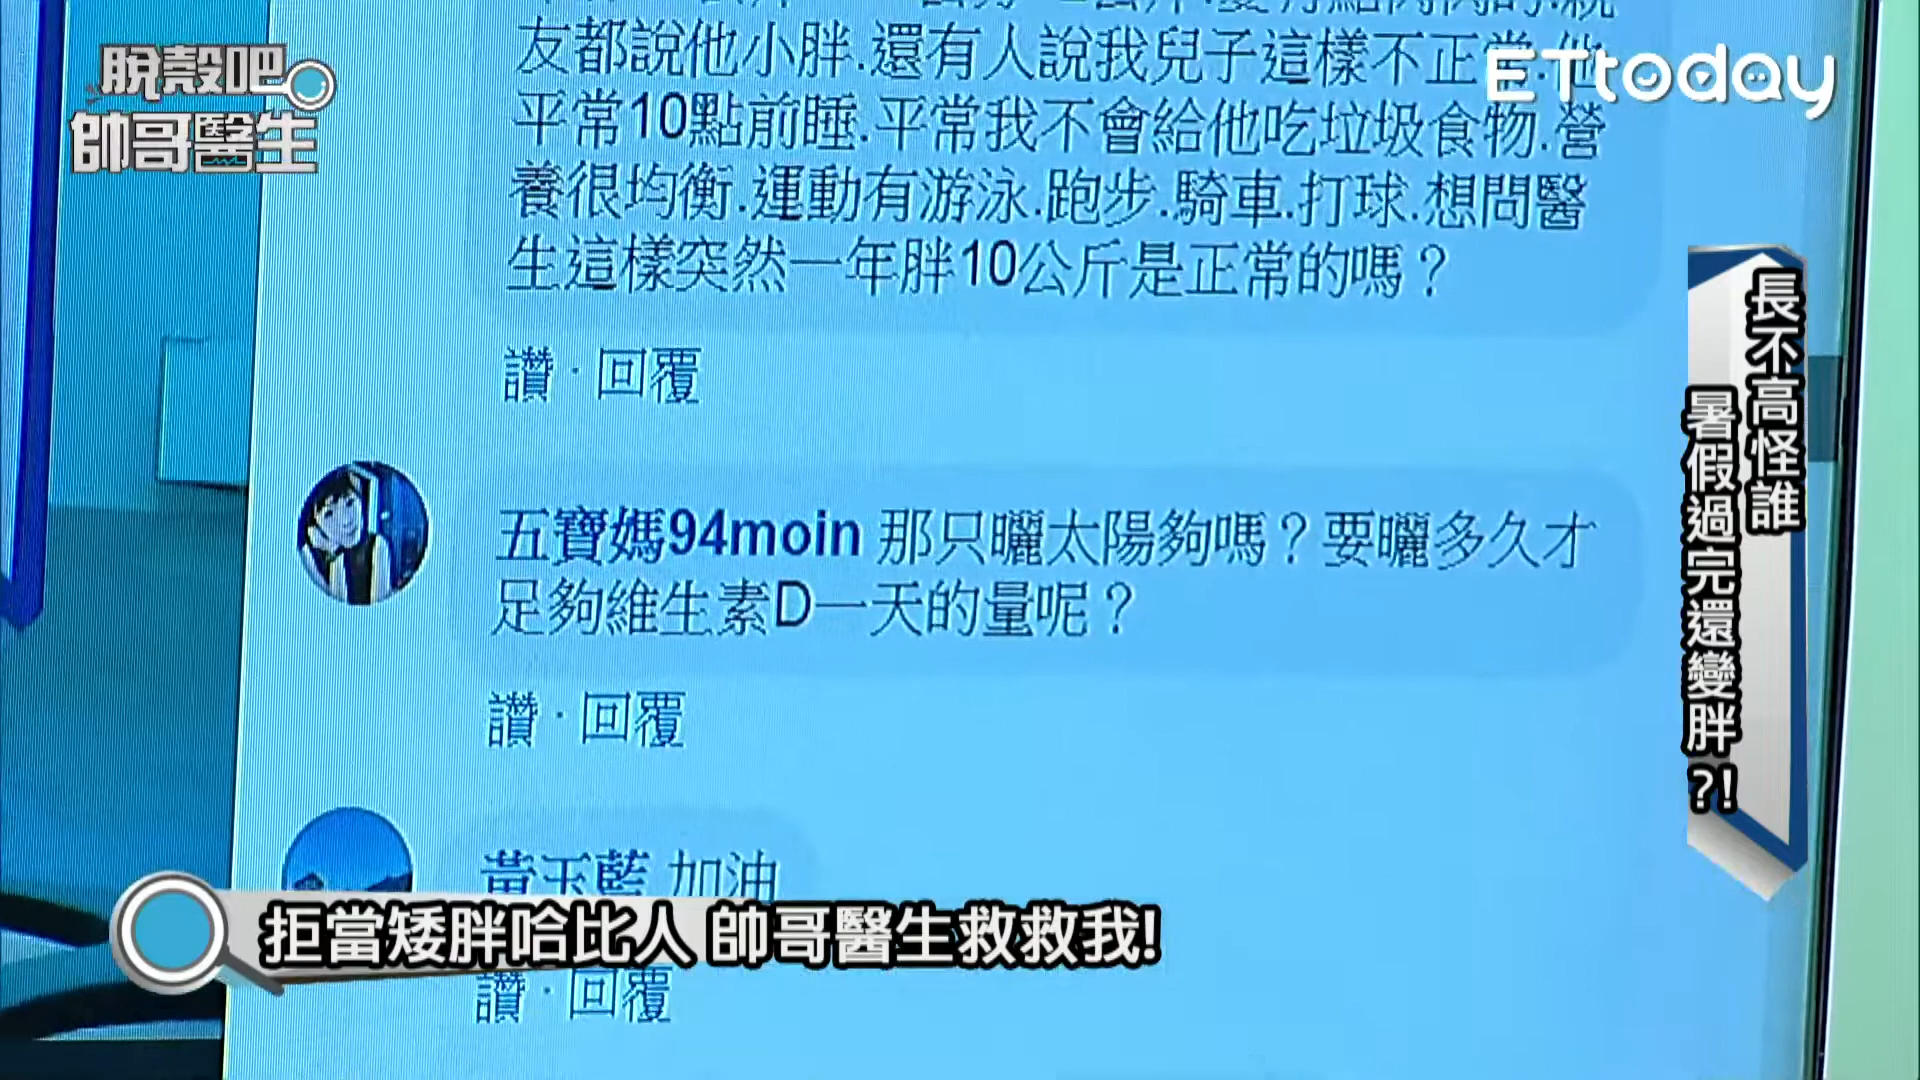 脫殼吧
帥哥醫生
ETtoday
友都說他小胖.還有人說我兒子這樣不正常.他
平常10點前睡.平常我不會給他吃垃圾食物.營
養很均衡.運動有游泳.跑步.騎車.打球.想問醫
生這樣突然一年胖10公斤是正常的嗎？
讚·回覆
五寶媽94moin 那只曬太陽夠嗎？要曬多久才
足夠維生素D一天的量呢？
讚·回覆
黃玉藍 加油
讚·回覆
長不高怪誰
暑假過完還變胖?!
拒當矮胖哈比人 帥哥醫生救救我!